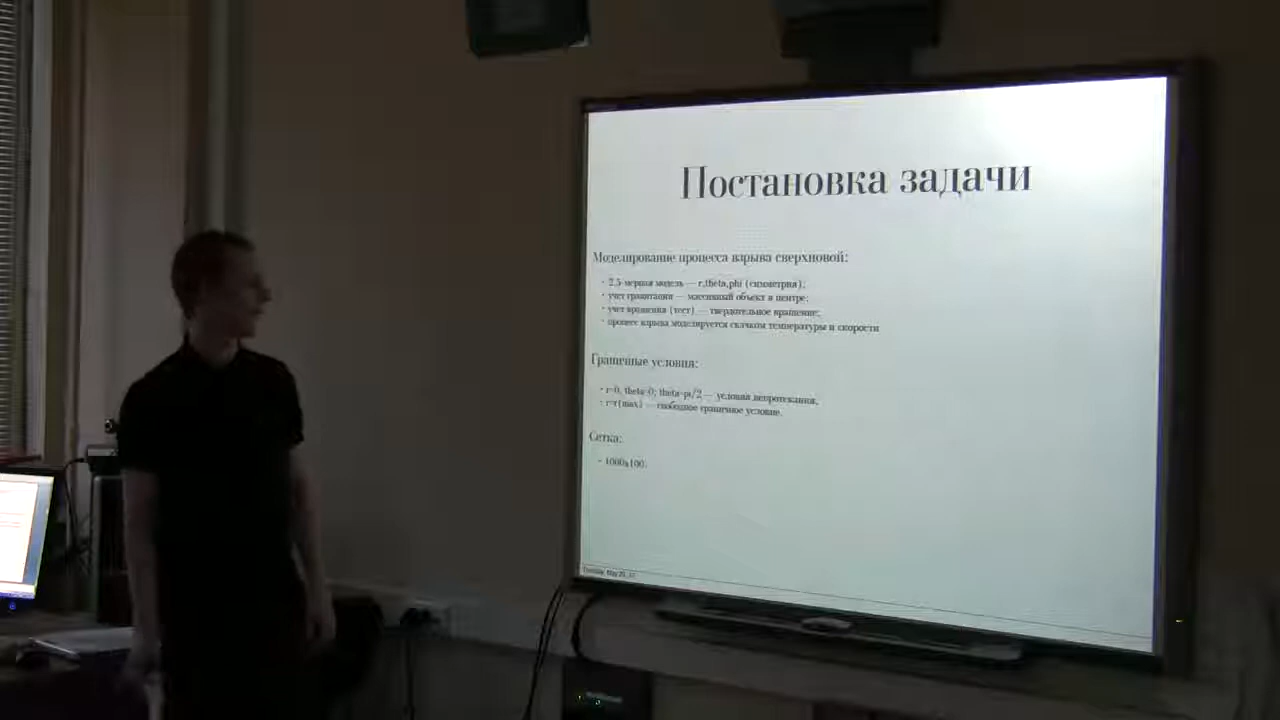 Постановка задачи
Моделирование процесса взрыва сверхновой:
- 2,5-мерная модель — r,theta,phi (симметрия);
- учет гравитации — массивный объект в центре;
- учет вращения (тест) — твердотельное вращение;
- процесс взрыва моделируется скачком температуры и скорости
Граничные условия:
- r=0, theta=0; theta=pi/2 — условия непротекания,
- r=r(max) — свободное граничное условие.
Сетка:
- 1000x100.